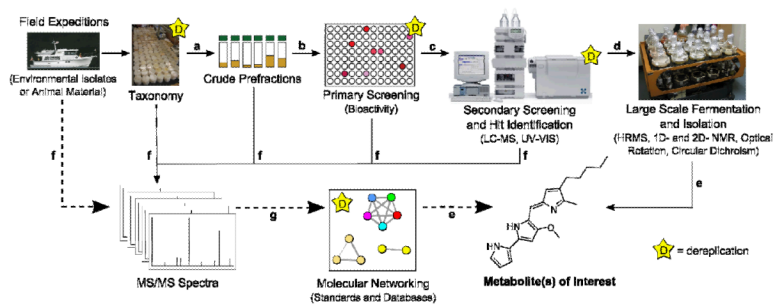 Field Expeditions
(Environmental Isolates
or Animal Material)
D
Taxonomy
a
Crude Prefractions
b
Primary Screening
(Bioactivity)
c
D
Secondary Screening
and Hit Identification
(LC-MS, UV-VIS)
d
Large Scale Fermentation
and Isolation
(HRMS, 1D- and 2D- NMR, Optical
Rotation, Circular Dichroism)
f
f
f
f
f
e
MS/MS Spectra
g
D
Molecular Networking
(Standards and Databases)
e
N
HN
O
NH
Metabolite(s) of Interest
D = dereplication